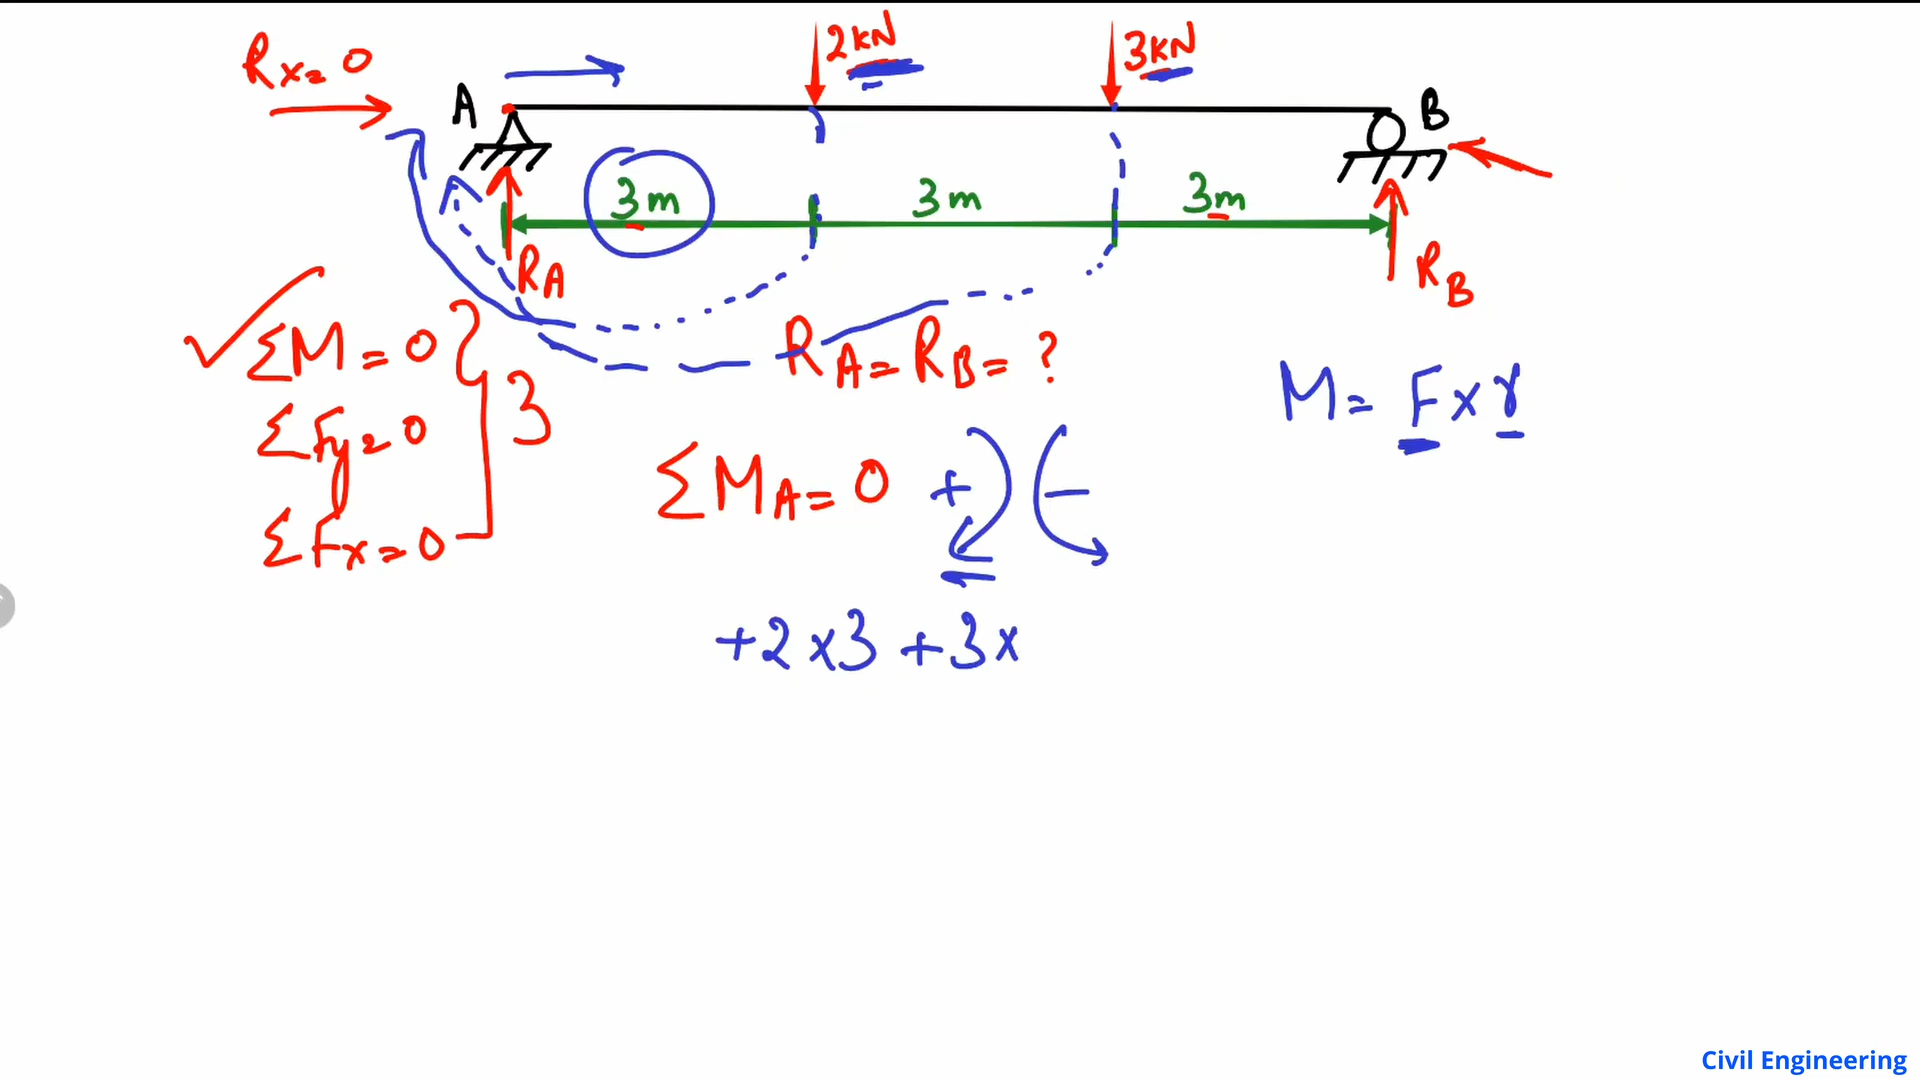 Rx=0
2kN
3kN
A
B
3m
3m
3m
RA
RB
ΣM=0
ΣFy=0
ΣFx=0
3
RA=RB=?
M=F×r
ΣMA=0 + -
+2×3+3×
Civil Engineering